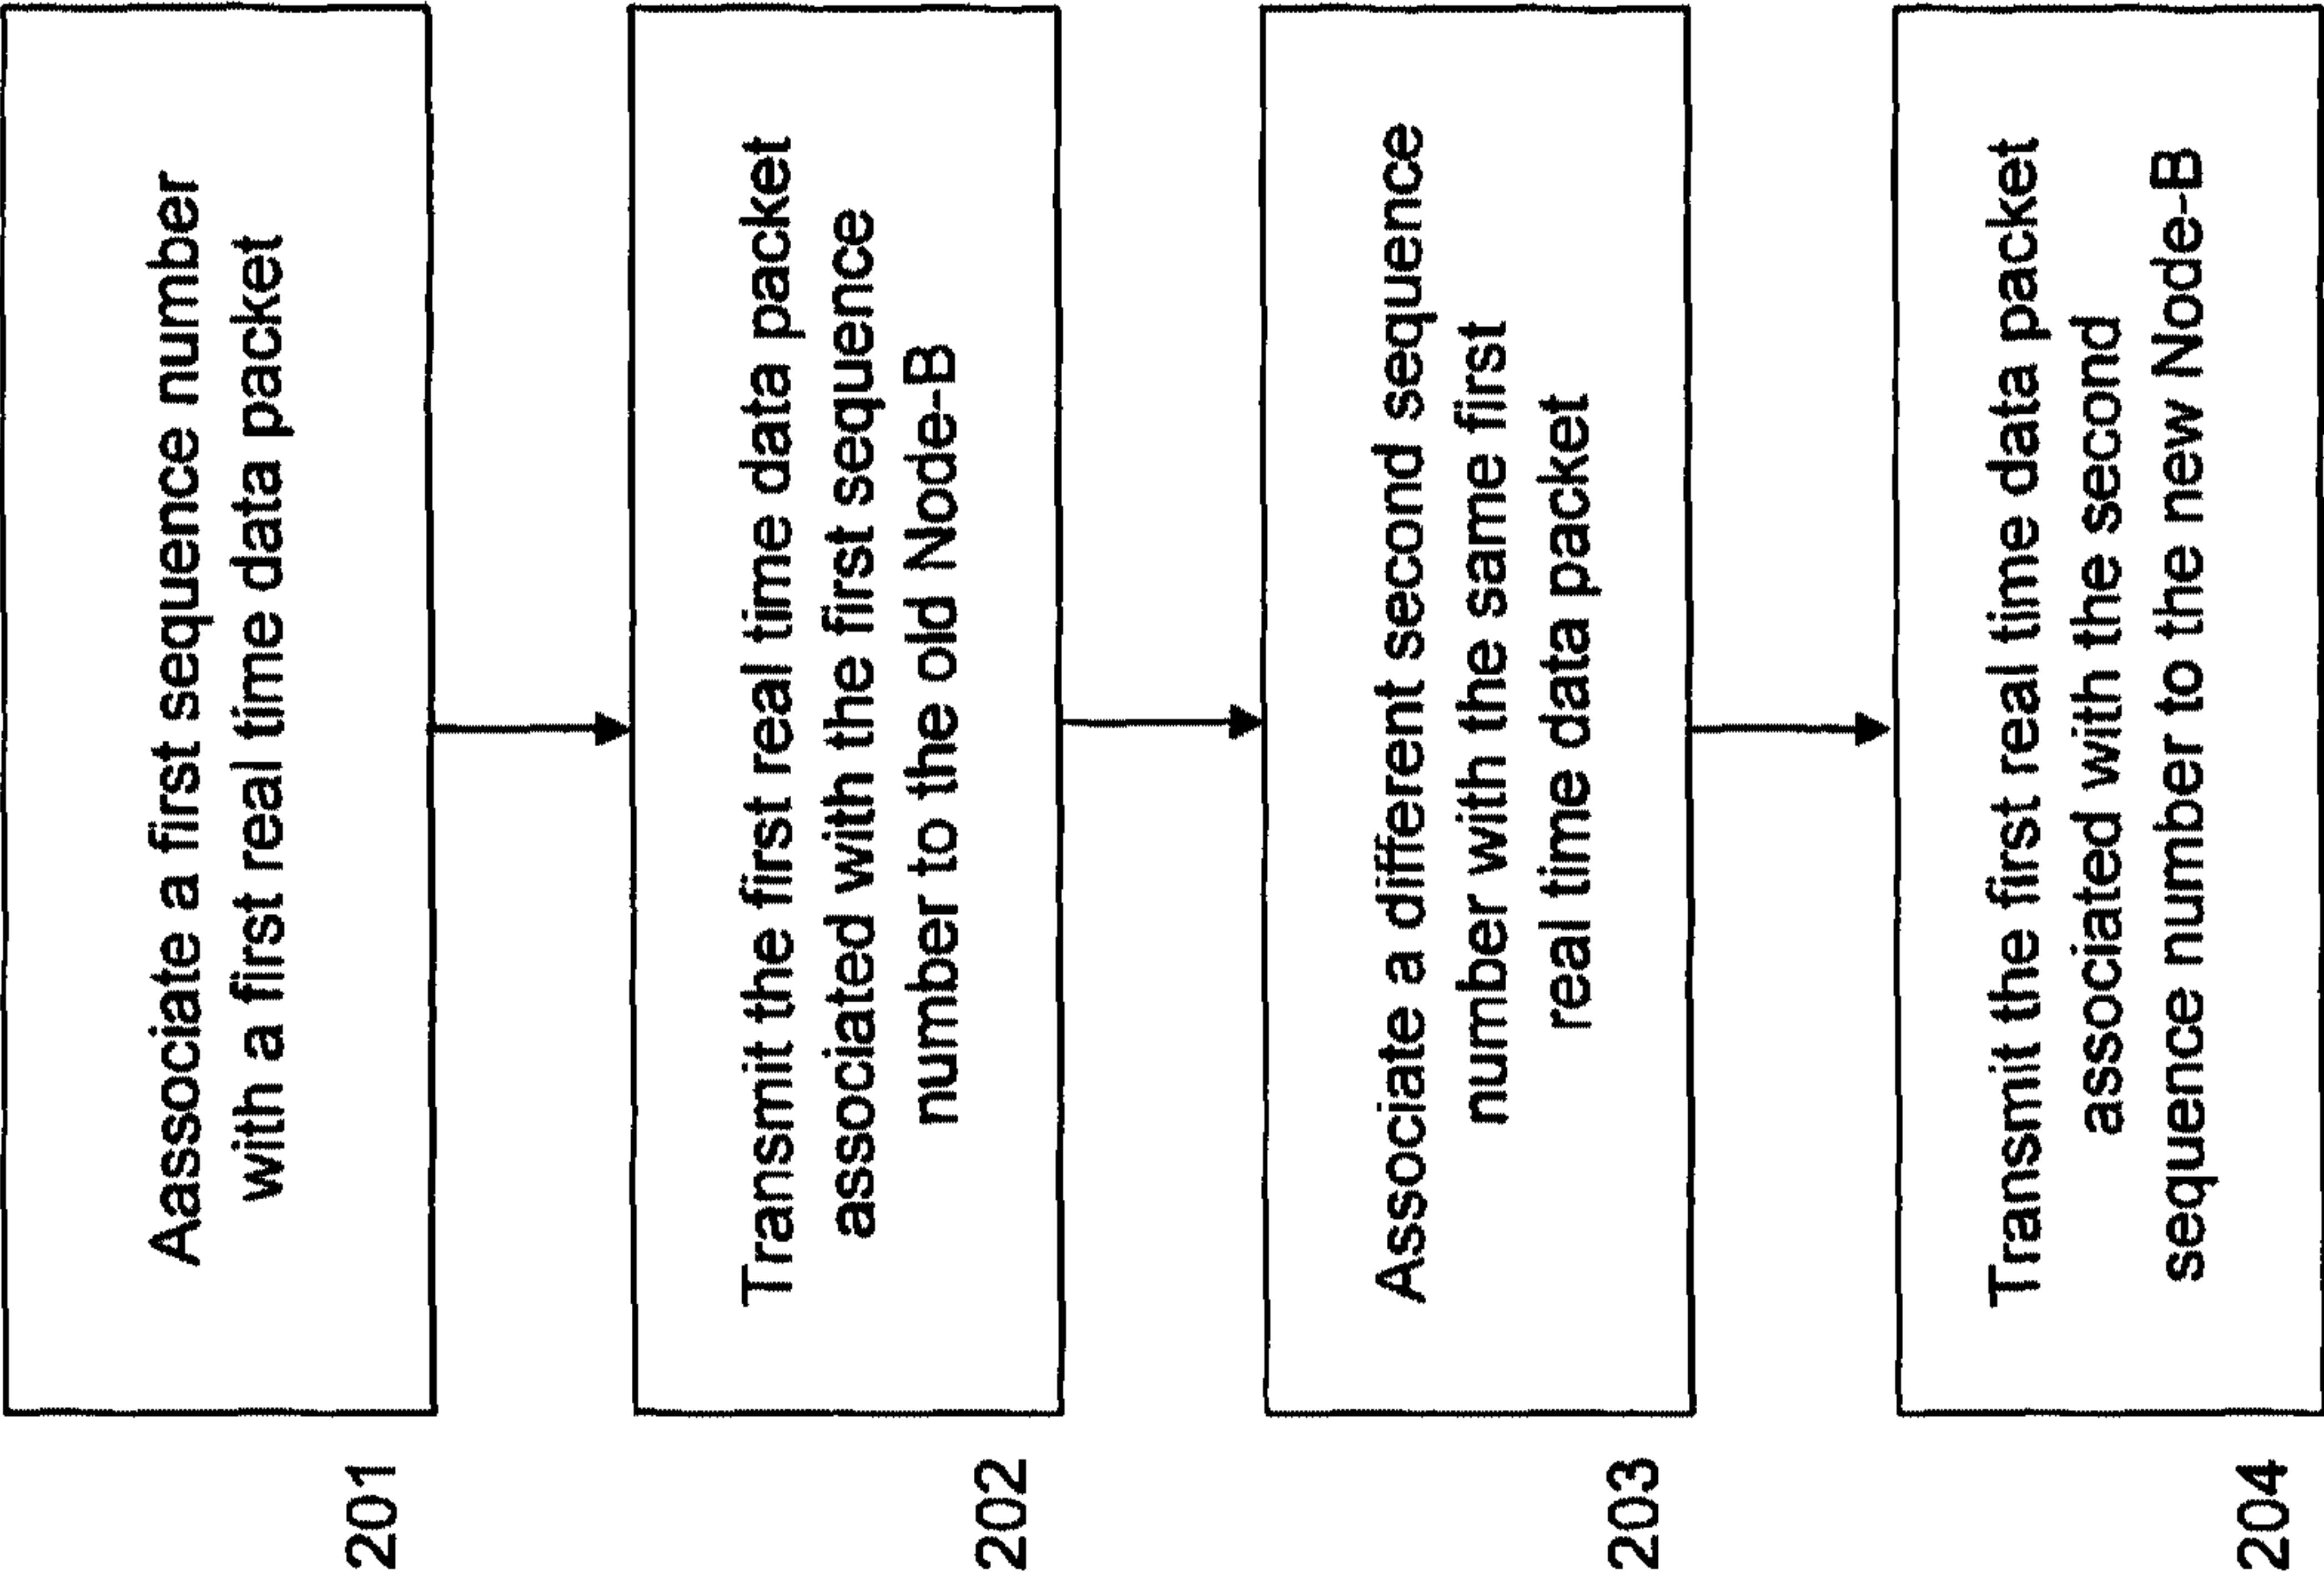 Aassociate a first sequence number
with a first real time data packet
201
Transmit the first real time data packet
associated with the first sequence
number to the old Node-B
202
Associate a different second sequence
number with the same first
real time data packet
203
Transmit the first real time data packet
associated with the second
sequence number to the new Node-B
204